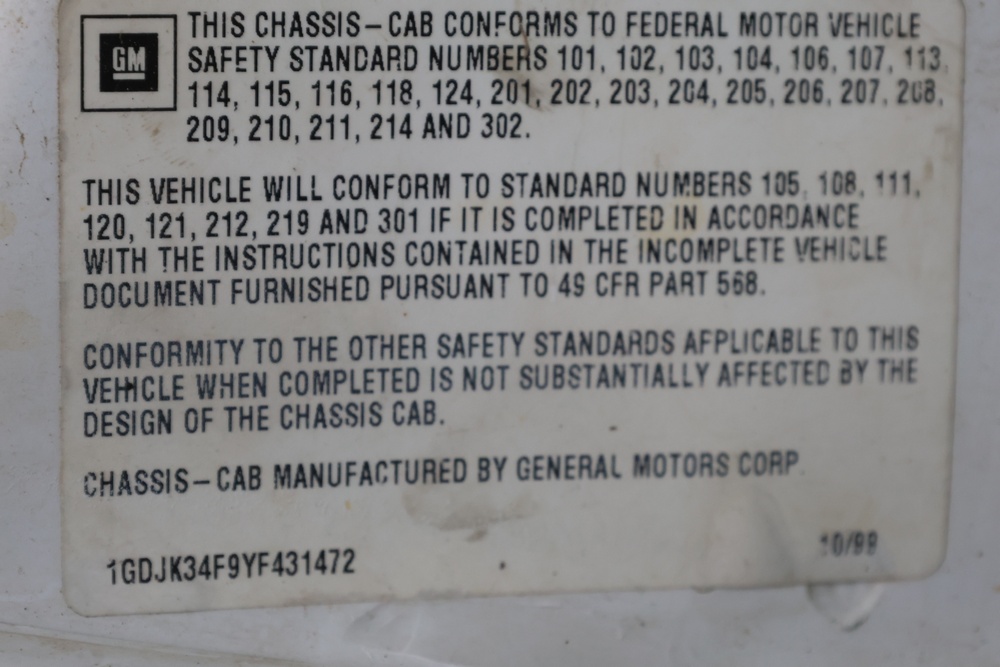 GM
THIS CHASSIS-CAB CONFORMS TO FEDERAL MOTOR VEHICLE
SAFETY STANDARD NUMBERS 101, 102, 103, 104, 106, 107, 113,
114, 115, 116, 118, 124, 201, 202, 203, 204, 205, 206, 207, 208,
209, 210, 211, 214 AND 302.
THIS VEHICLE WILL CONFORM TO STANDARD NUMBERS 105, 108, 111,
120, 121, 212, 219 AND 301 IF IT IS COMPLETED IN ACCORDANCE
WITH THE INSTRUCTIONS CONTAINED IN THE INCOMPLETE VEHICLE
DOCUMENT FURNISHED PURSUANT TO 49 CFR PART 568.
CONFORMITY TO THE OTHER SAFETY STANDARDS APPLICABLE TO THIS
VEHICLE WHEN COMPLETED IS NOT SUBSTANTIALLY AFFECTED BY THE
DESIGN OF THE CHASSIS CAB.
CHASSIS-CAB MANUFACTURED BY GENERAL MOTORS CORP.
1GDJK34F9YF431472
10/99